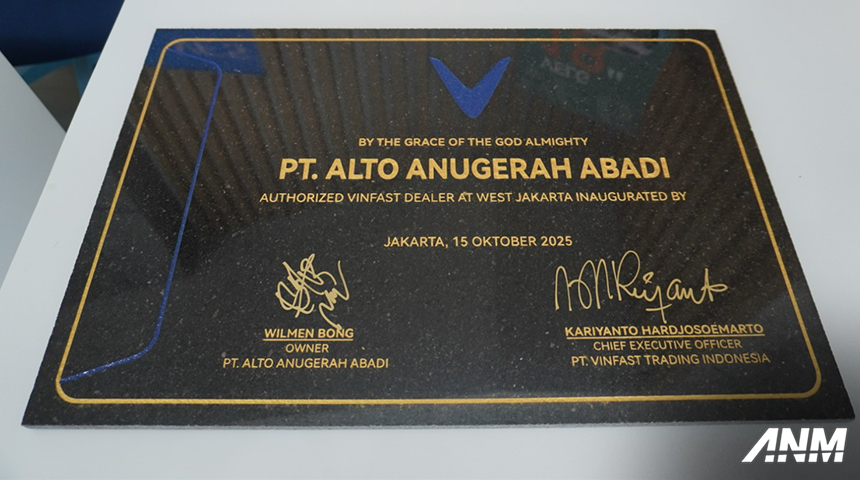 BY THE GRACE OF THE GOD ALMIGHTY
PT. ALTO ANUGERAH ABADI
AUTHORIZED VINFAST DEALER AT WEST JAKARTA INAUGURATED BY
JAKARTA, 15 OKTOBER 2025
WILMEN BONG
OWNER
PT. ALTO ANUGERAH ABADI
KARIYANTO HARDJOSOEMARTO
CHIEF EXECUTIVE OFFICER
PT. VINFAST TRADING INDONESIA
ANM